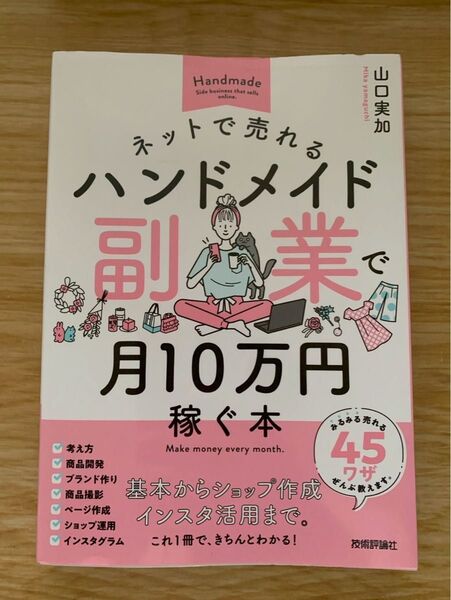 Handmade
Side business that sells
online.
山口実加
Mika yamaguchi
ネットで売れる
ハンドメイド
副業で
月10万円
稼ぐ本
Make money every month.
考え方
商品開発
ブランド作り
商品撮影
ページ作成
ショップ運用
インスタグラム
基本からショップ作成
インスタ活用まで。
これ1冊で、きちんとわかる!
みるみる売れる
45
ワザ
ぜんぶ教えます。
技術評論社